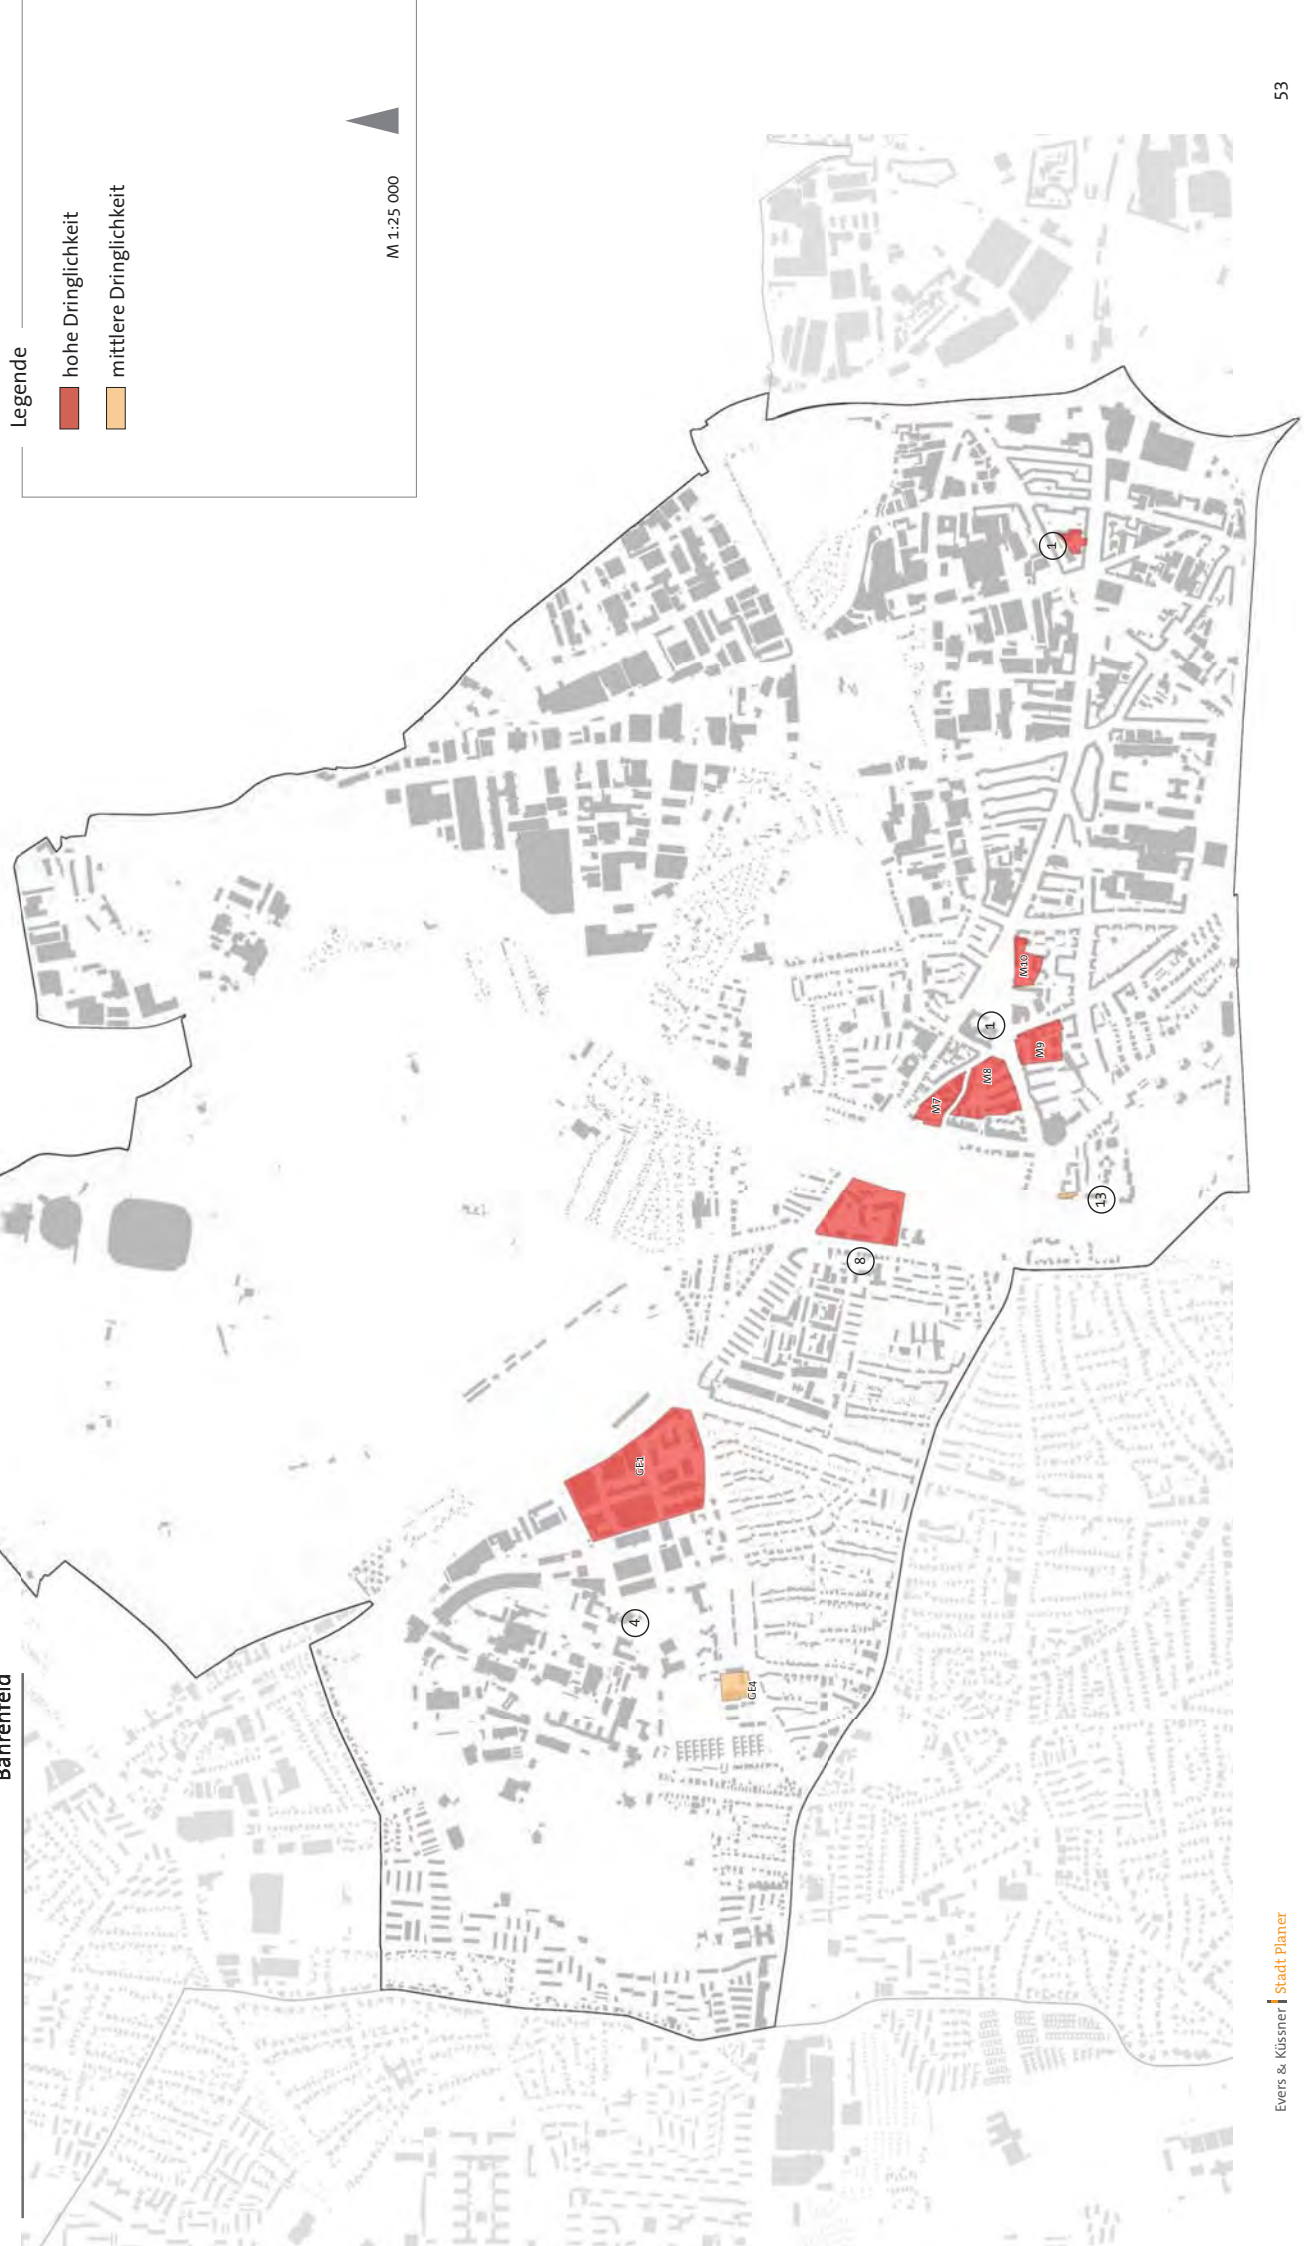 Bahrenfeld
Legende
hohe Dringlichkeit
mittlere Dringlichkeit
M 1:25 000
GE4
4
GE1
8
13
M7
M8
M9
1
M10
1
Evers & Küssner | Stadt Planer
53